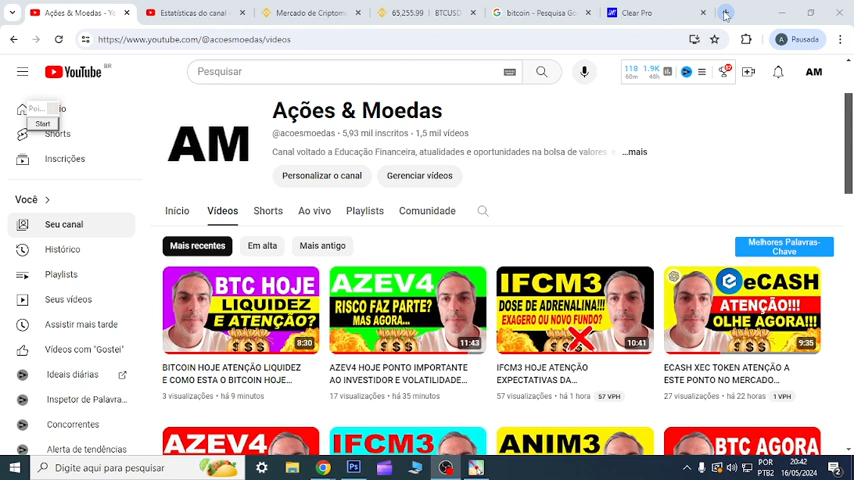 Ações & Moedas - Yo
Estatísticas do canal
Mercado de Criptom
65,255.99 | BTCUSD
bitcoin - Pesquisa Go
Clear Pro
https://www.youtube.com/@acoesmoedas/videos
Pausada
YouTube BR
Pesquisar
118 60m 1.9K 48h
AM
Poi...
io
Start
Shorts
Inscrições
Você
Seu canal
Histórico
Playlists
Seus vídeos
Assistir mais tarde
Vídeos com "Gostei"
Ideais diárias
Inspetor de Palavra...
Concorrentes
Alerta de tendências
AM
Ações & Moedas
@acoesmoedas · 5,93 mil inscritos · 1,5 mil vídeos
Canal voltado a Educação Financeira, atualidades e oportunidades na bolsa de valores e ...mais
Personalizar o canal
Gerenciar vídeos
Início Vídeos Shorts Ao vivo Playlists Comunidade
Mais recentes
Em alta
Mais antigo
Melhores Palavras-
Chave
BTC HOJE
LIQUIDEZ
E ATENÇÃO?
8:30
BITCOIN HOJE ATENÇÃO LIQUIDEZ
E COMO ESTA O BITCOIN HOJE...
3 visualizações • há 9 minutos
AZEV4
RISCO FAZ PARTE?
MAS AGORA...
11:43
AZEV4 HOJE PONTO IMPORTANTE
AO INVESTIDOR E VOLATILIDADE...
17 visualizações • há 35 minutos
IFCM3
DOSE DE ADRENALINA!!!
EXAGERO OU NOVO FUNDO?
10:41
IFCM3 HOJE ATENÇÃO
EXPECTATIVAS DA...
57 visualizações • há 1 hora 57 VPH
eCASH
ATENÇÃO!!!
OLHE AGORA!!!
9:35
ECASH XEC TOKEN ATENÇÃO A
ESTE PONTO NO MERCADO...
27 visualizações • há 22 horas 1 VPH
AZEV4
IFCM3
ANIM3
BTC AGORA
Digite aqui para pesquisar
POR
PTB2
20:42
16/05/2024
2